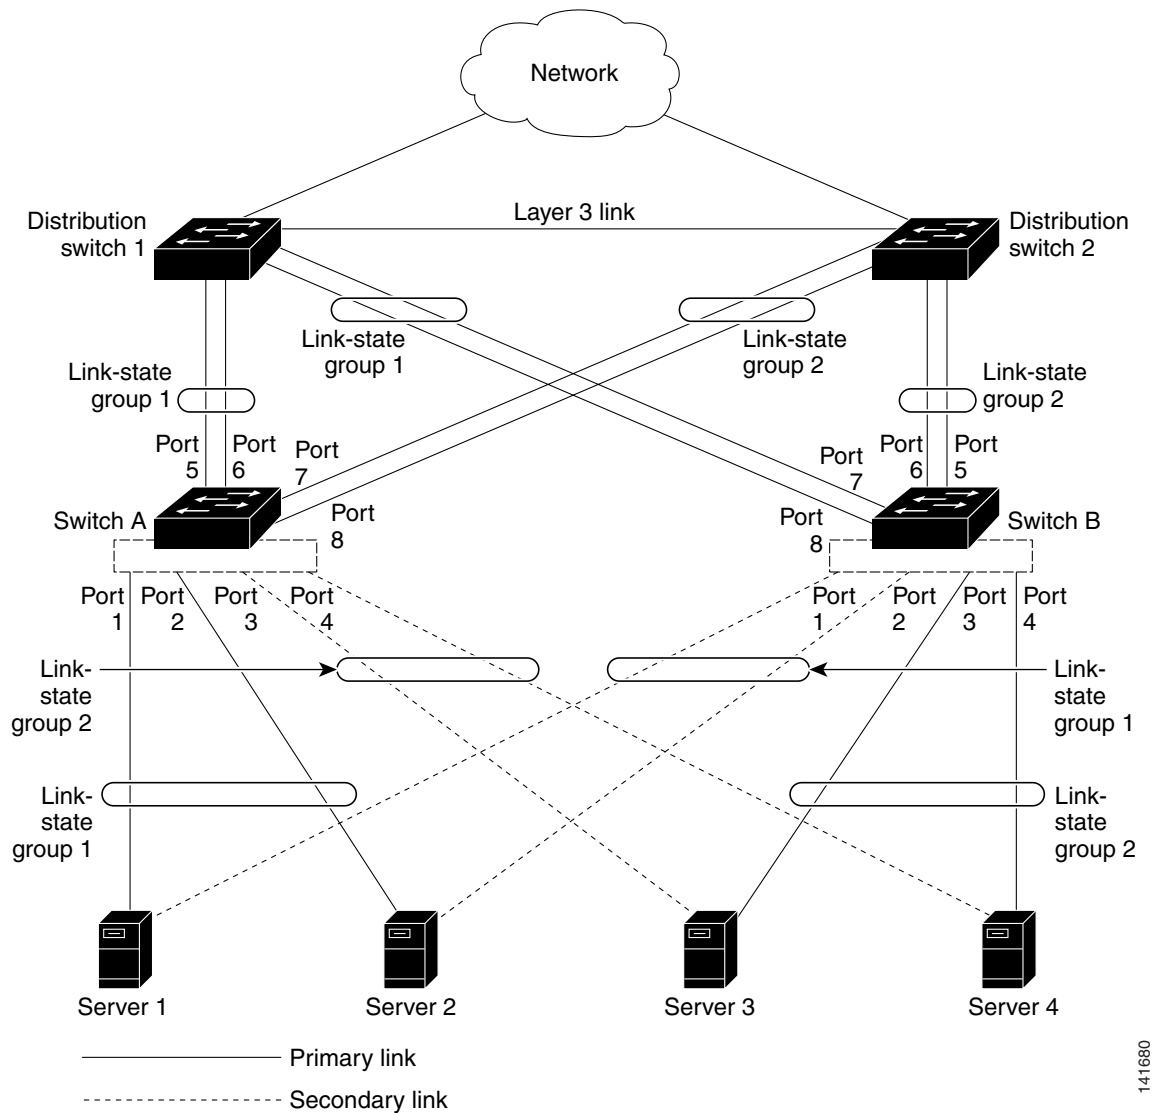 Network
Layer 3 link
Distribution
switch 1
Distribution
switch 2
Link-state
group 1
Link-state
group 2
Link-state
group 1
Link-state
group 2
Port
5
Port
6
Port
7
Port
8
Port
7
Port
6
Port
5
Port
8
Switch A
Switch B
Port
1
Port
2
Port
3
Port
4
Port
1
Port
2
Port
3
Port
4
Link-
state
group 2
Link-
state
group 1
Link-
state
group 1
Link-
state
group 2
Server 1
Server 2
Server 3
Server 4
Primary link
Secondary link
141680